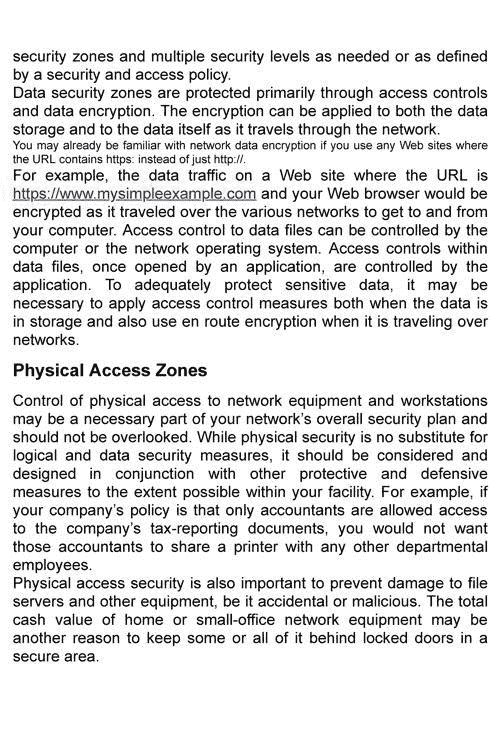 security zones and multiple security levels as needed or as defined
by a security and access policy.
Data security zones are protected primarily through access controls
and data encryption. The encryption can be applied to both the data
storage and to the data itself as it travels through the network.
You may already be familiar with network data encryption if you use any Web sites where
the URL contains https: instead of just http://.
For example, the data traffic on a Web site where the URL is
https://www.mysimpleexample.com and your Web browser would be
encrypted as it traveled over the various networks to get to and from
your computer. Access control to data files can be controlled by the
computer or the network operating system. Access controls within
data files, once opened by an application, are controlled by the
application. To adequately protect sensitive data, it may be
necessary to apply access control measures both when the data is
in storage and also use en route encryption when it is traveling over
networks.
Physical Access Zones
Control of physical access to network equipment and workstations
may be a necessary part of your network’s overall security plan and
should not be overlooked. While physical security is no substitute for
logical and data security measures, it should be considered and
designed in conjunction with other protective and defensive
measures to the extent possible within your facility. For example, if
your company’s policy is that only accountants are allowed access
to the company’s tax-reporting documents, you would not want
those accountants to share a printer with any other departmental
employees.
Physical access security is also important to prevent damage to file
servers and other equipment, be it accidental or malicious. The total
cash value of home or small-office network equipment may be
another reason to keep some or all of it behind locked doors in a
secure area.